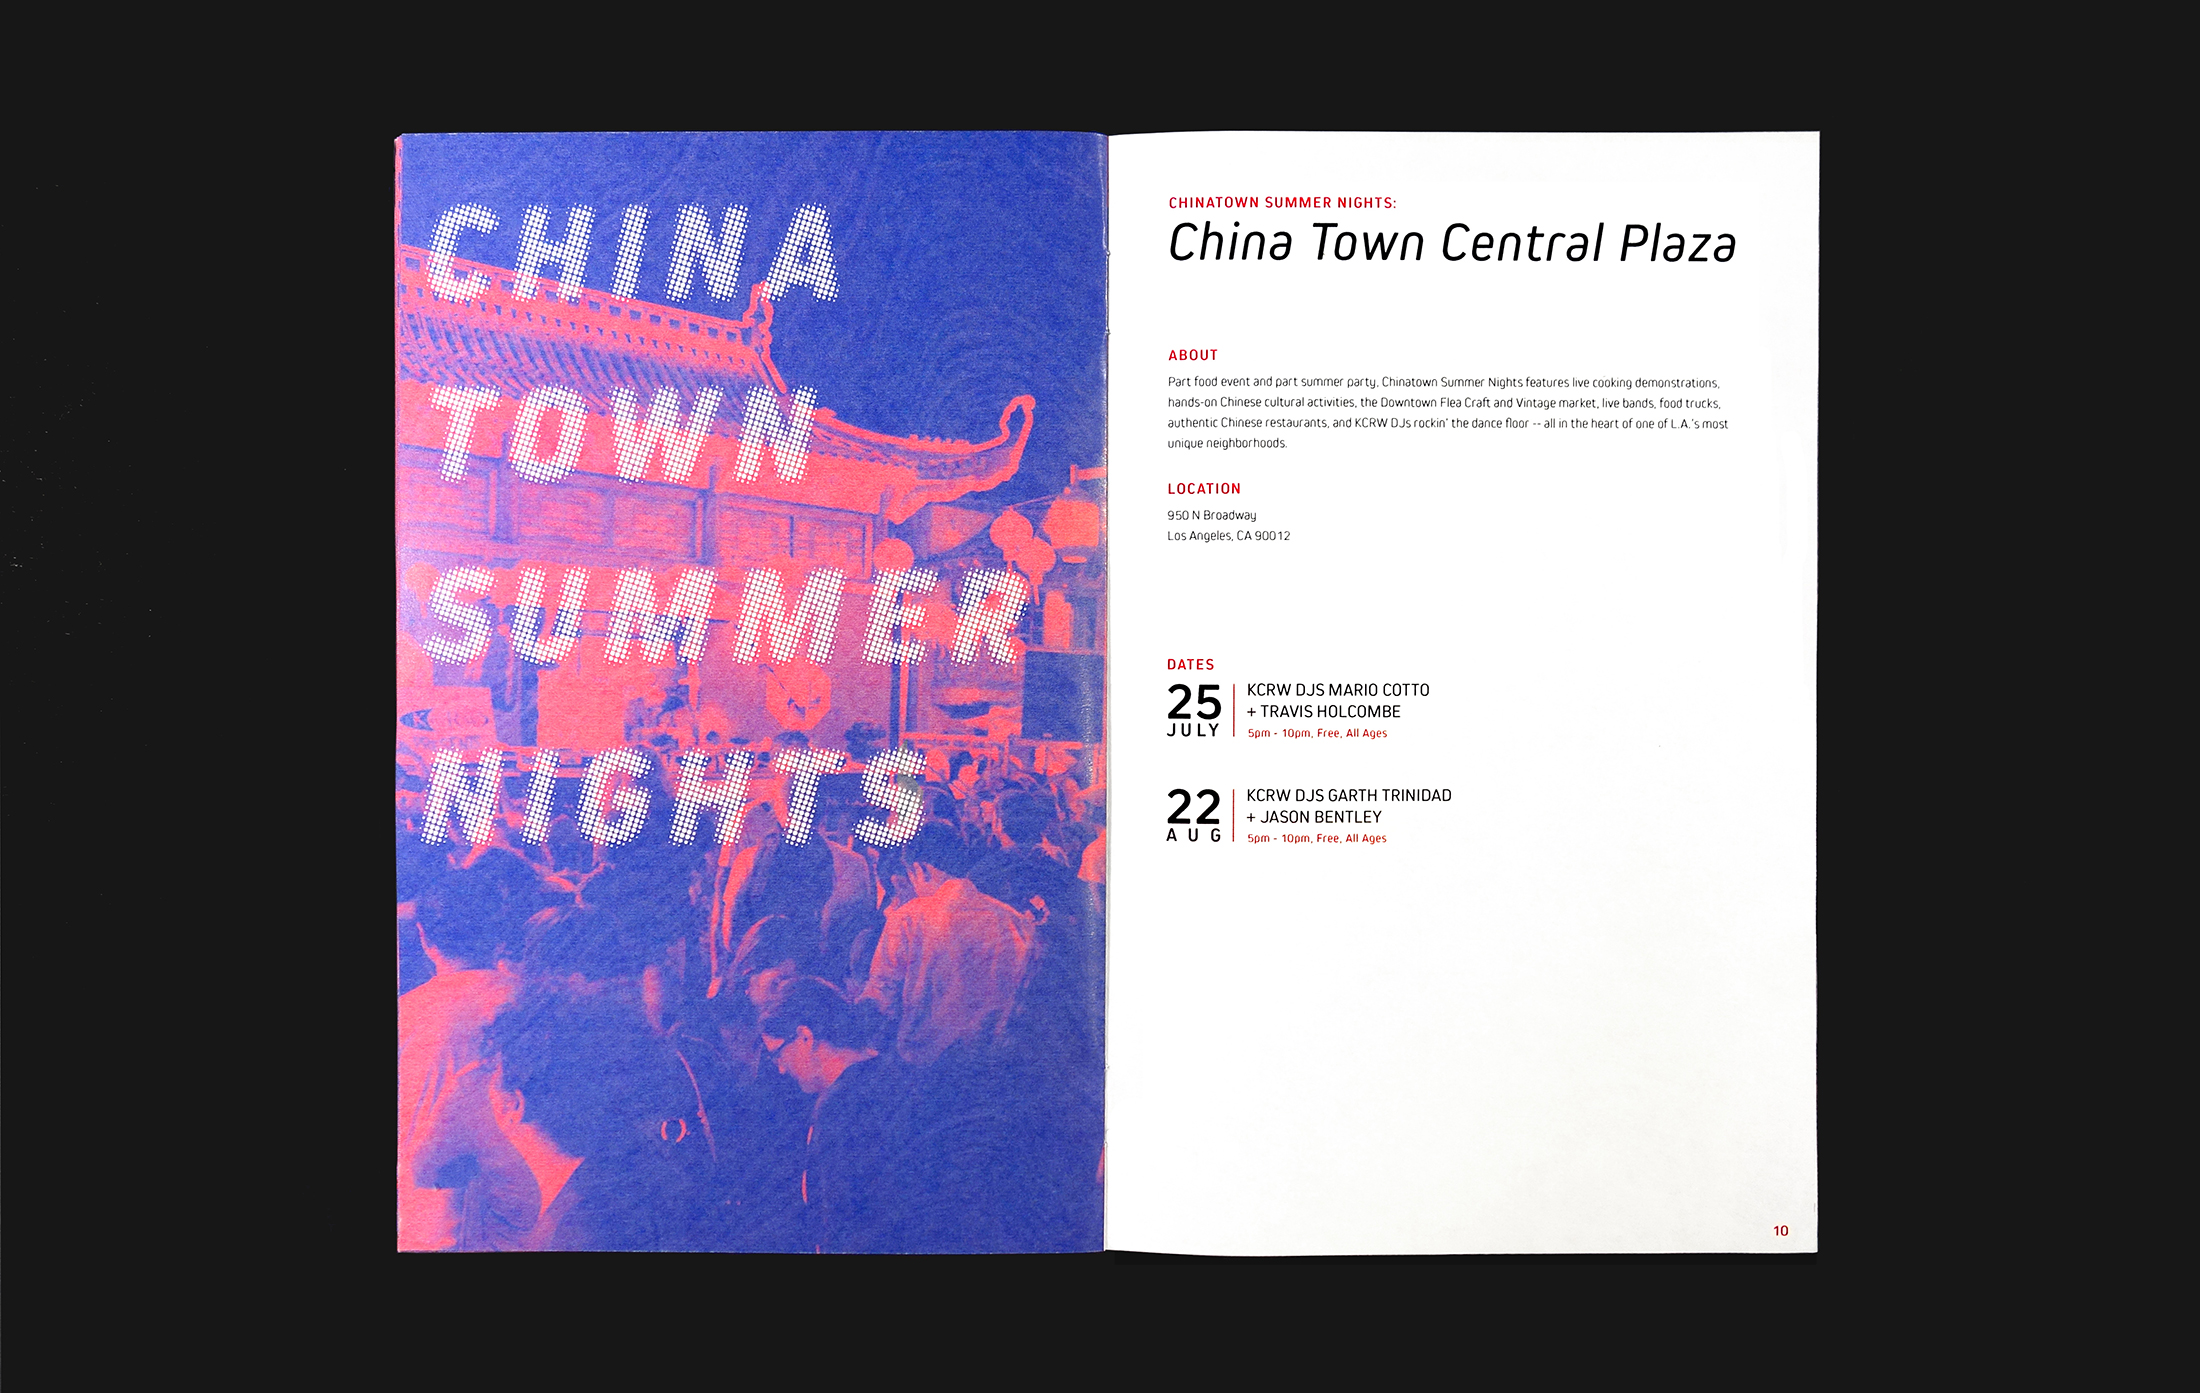 CHINA
TOWN
SUMMER
NIGHTS
CHINATOWN SUMMER NIGHTS:
China Town Central Plaza
ABOUT
Part food event and part summer party, Chinatown Summer Nights features live cooking demonstrations,
hands-on Chinese cultural activities, the Downtown Flea Craft and Vintage market, live bands, food trucks,
authentic Chinese restaurants, and KCRW DJs rockin' the dance floor -- all in the heart of one of L.A.'s most
unique neighborhoods.
LOCATION
950 N Broadway
Los Angeles, CA 90012
DATES
25
JULY
KCRW DJS MARIO COTTO
+ TRAVIS HOLCOMBE
5pm - 10pm, Free, All Ages
22
AUG
KCRW DJS GARTH TRINIDAD
+ JASON BENTLEY
5pm - 10pm, Free, All Ages
10